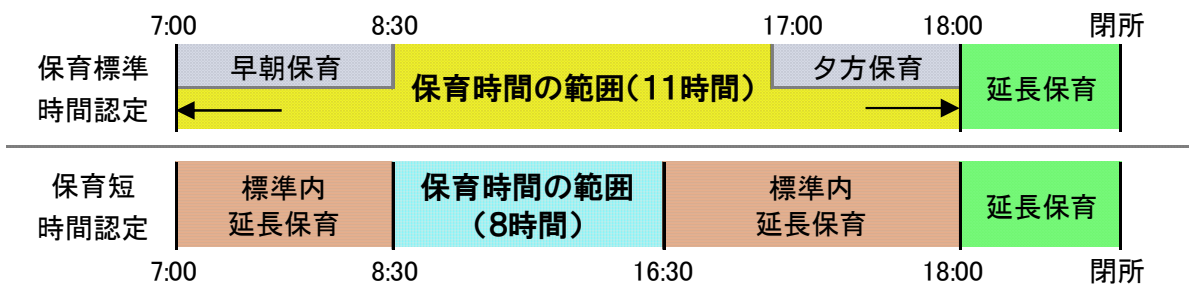 7:00 8:30 17:00 18:00 閉所
保育標準
時間認定
早朝保育
保育時間の範囲(11時間)
夕方保育
延長保育
保育短
時間認定
標準内
延長保育
保育時間の範囲
(8時間)
標準内
延長保育
延長保育
7:00 8:30 16:30 18:00 閉所